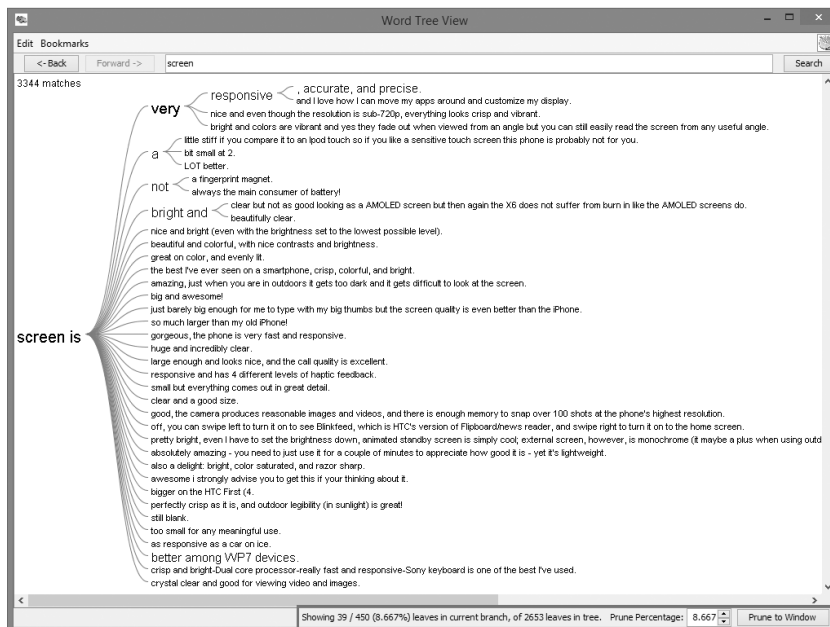 Word Tree View
Edit Bookmarks
<- Back Forward -> screen Search
3344 matches
screen is
very
responsive
, accurate, and precise.
and I love how I can move my apps around and customize my display.
nice and even though the resolution is sub-720p, everything looks crisp and vibrant.
bright and colors are vibrant and yes they fade out when viewed from an angle but you can still easily read the screen from any useful angle.
a
little stiff if you compare it to an Ipod touch so if you like a sensitive touch screen this phone is probably not for you.
bit small at 2.
LOT better.
not
a fingerprint magnet.
always the main consumer of battery!
bright and
clear but not as good looking as a AMOLED screen but then again the X6 does not suffer from burn in like the AMOLED screens do.
beautifully clear.
nice and bright (even with the brightness set to the lowest possible level).
beautiful and colorful, with nice contrasts and brightness.
great on color, and evenly lit.
the best I've ever seen on a smartphone, crisp, colorful, and bright.
amazing, just when you are in outdoors it gets too dark and it gets difficult to look at the screen.
big and awesome!
just barely big enough for me to type with my big thumbs but the screen quality is even better than the iPhone.
so much larger than my old iPhone!
gorgeous, the phone is very fast and responsive.
huge and incredibly clear.
large enough and looks nice, and the call quality is excellent.
responsive and has 4 different levels of haptic feedback.
small but everything comes out in great detail.
clear and a good size.
good, the camera produces reasonable images and videos, and there is enough memory to snap over 100 shots at the phone's highest resolution.
off, you can swipe left to turn it on to see Blinkfeed, which is HTC's version of Flipboard/news reader, and swipe right to turn it on to the home screen.
pretty bright, even I have to set the brightness down, animated standby screen is simply cool; external screen, however, is monochrome (it maybe a plus when using outd
absolutely amazing - you need to just use it for a couple of minutes to appreciate how good it is - yet it's lightweight.
also a delight: bright, color saturated, and razor sharp.
awesome i strongly advise you to get this if your thinking about it.
bigger on the HTC First (4.
perfectly crisp as it is, and outdoor legibility (in sunlight) is great!
still blank.
too small for any meaningful use.
as responsive as a car on ice.
better among WP7 devices.
crisp and bright-Dual core processor-really fast and responsive-Sony keyboard is one of the best I've used.
crystal clear and good for viewing video and images.
Showing 39 / 450 (8.667%) leaves in current branch, of 2653 leaves in tree. Prune Percentage: 8.667 Prune to Window